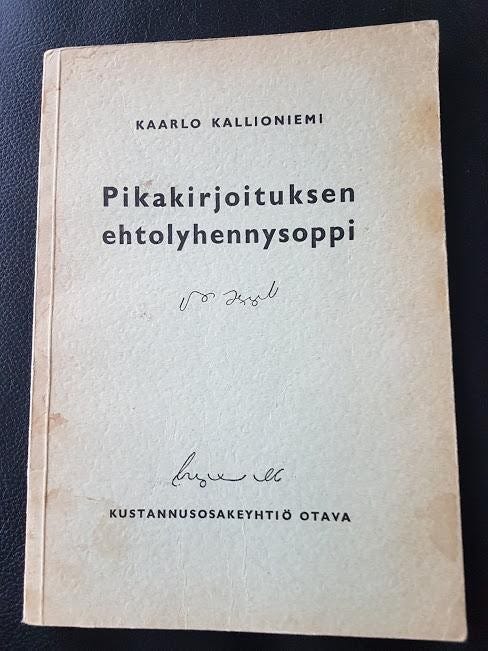 KAARLO KALLIONIEMI
Pikakirjoituksen
ehtolyhennysoppi
KUSTANNUSOSAKEYHTIÖ OTAVA